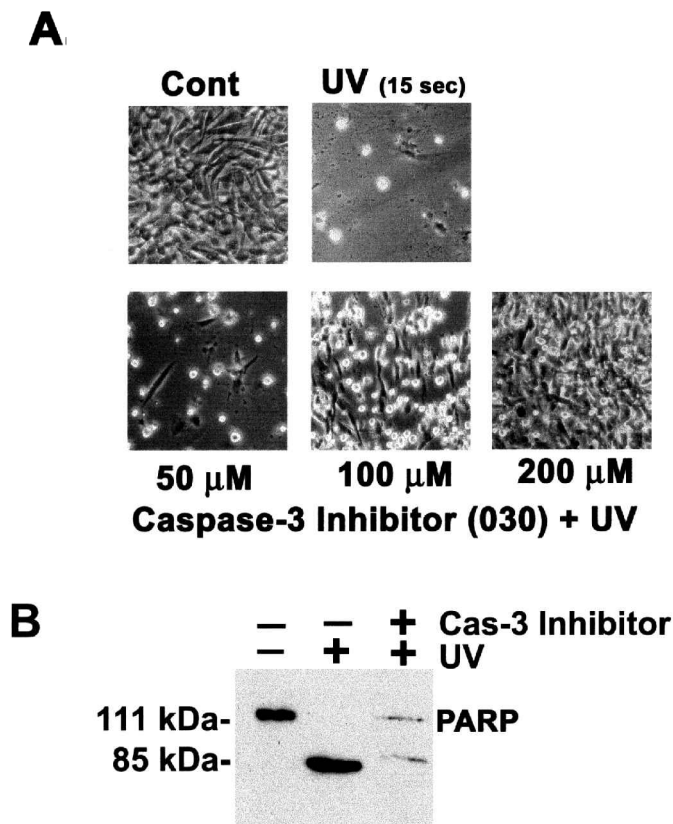 A
Cont UV (15 sec)
50 µM 100 µM 200 µM
Caspase-3 Inhibitor (030) + UV
B
– – + Cas-3 Inhibitor
– + + UV
111 kDa- PARP
85 kDa-